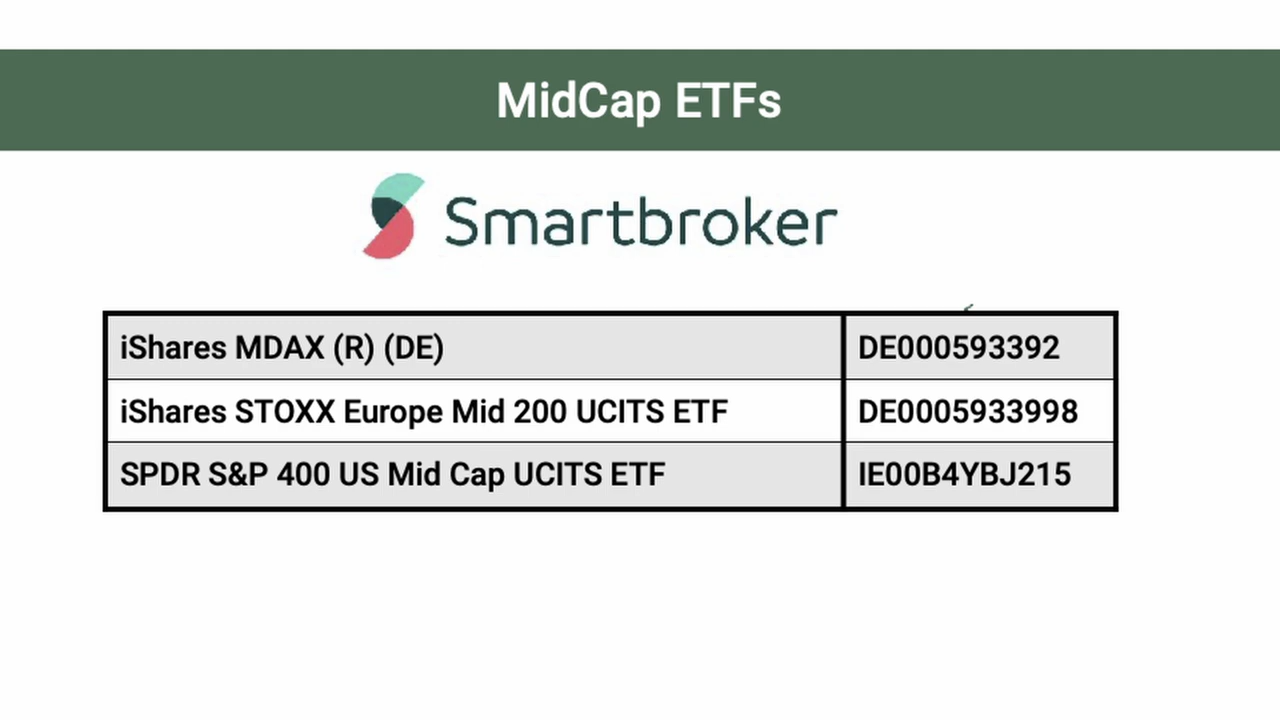 MidCap ETFs
Smartbroker
iShares MDAX (R) (DE) DE000593392
iShares STOXX Europe Mid 200 UCITS ETF DE0005933998
SPDR S&P 400 US Mid Cap UCITS ETF IE00B4YBJ215